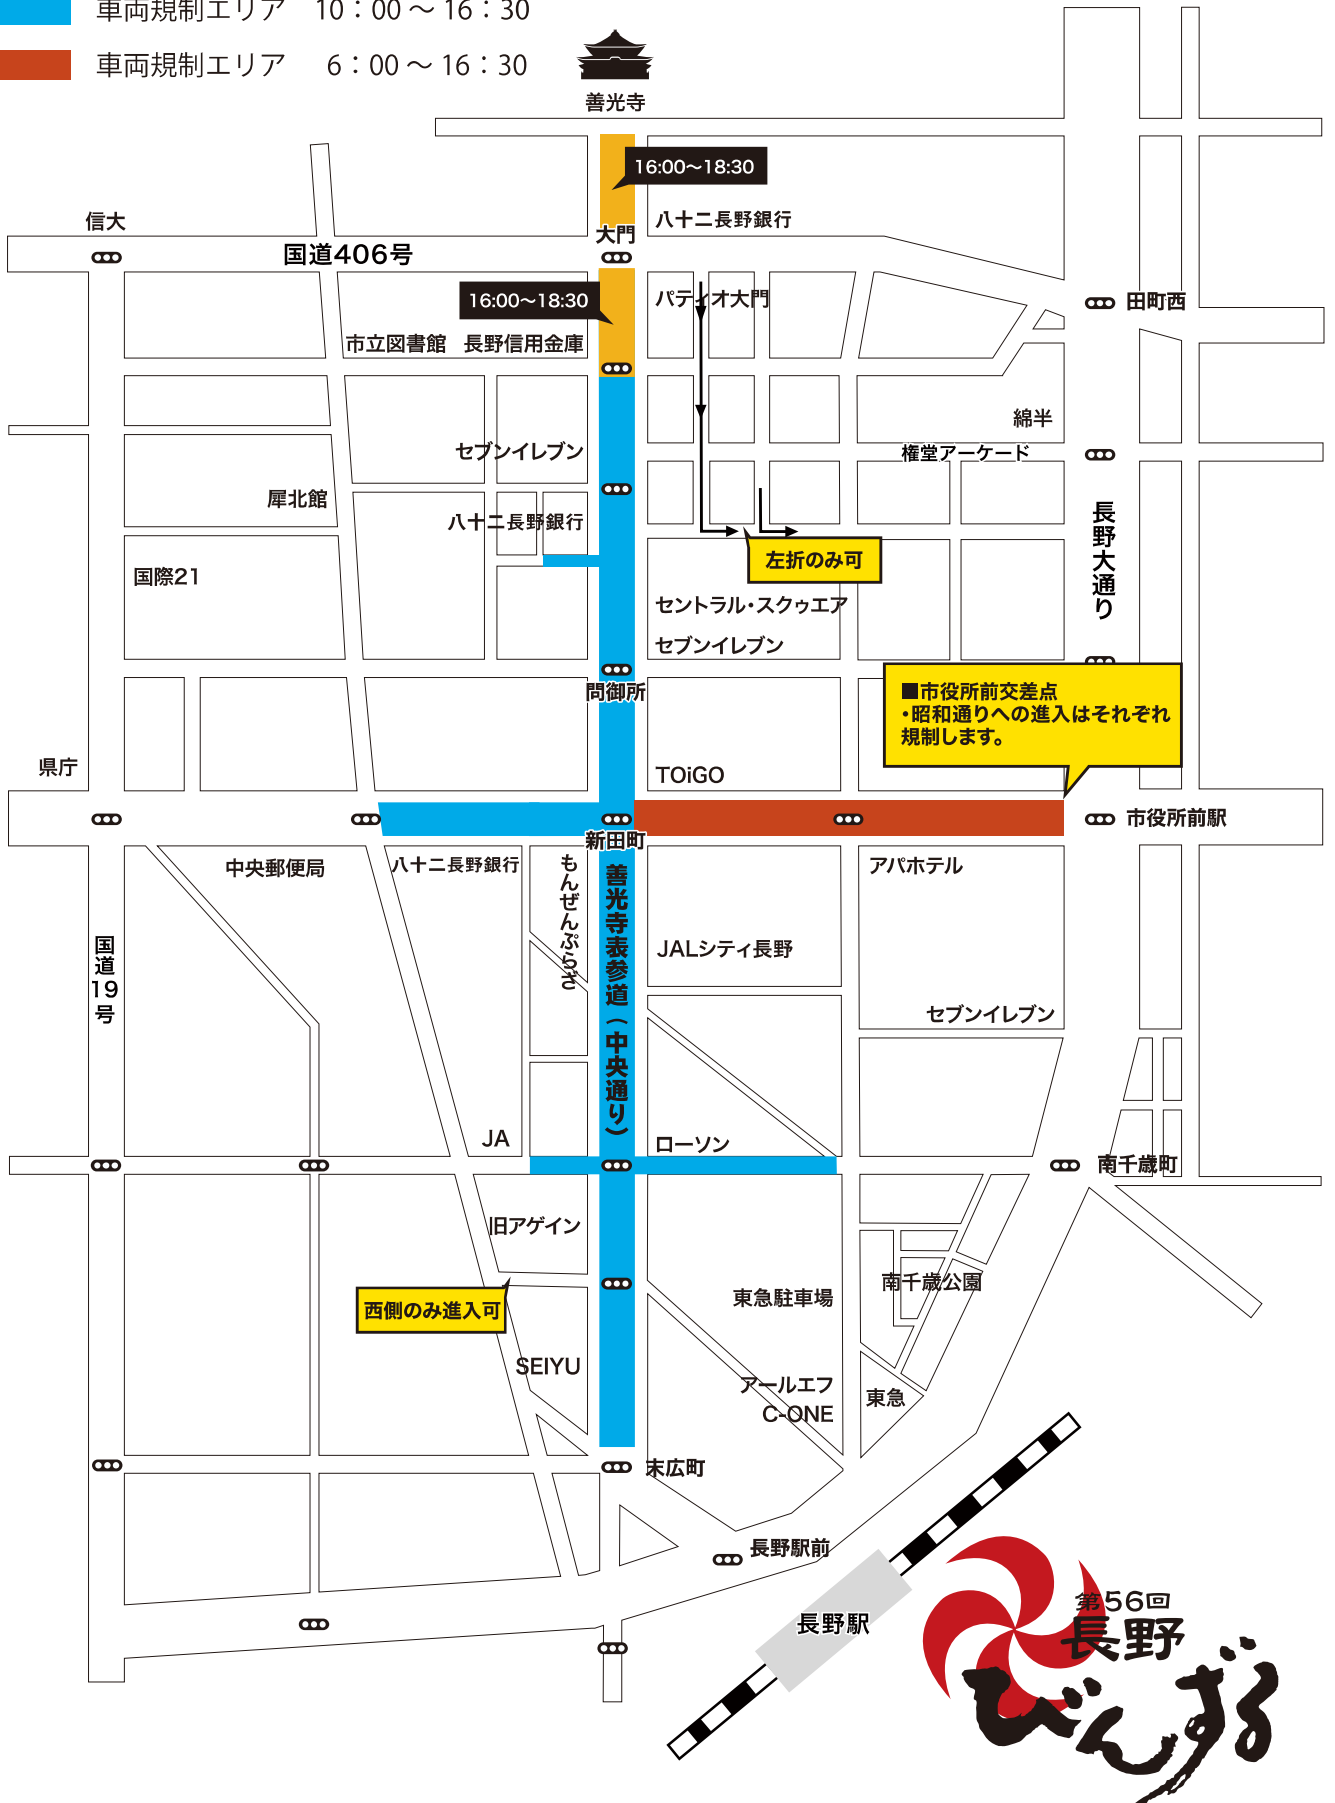 車両規制エリア 10：00 〜 16：30
車両規制エリア 6：00 〜 16：30
善光寺
16:00〜18:30
八十二長野銀行
信大
大門
国道406号
16:00〜18:30
パティオ大門
田町西
市立図書館
長野信用金庫
綿半
セブンイレブン
権堂アーケード
犀北館
八十二長野銀行
長野大通り
左折のみ可
国際21
セントラル・スクゥエア
セブンイレブン
問御所
■市役所前交差点
・昭和通りへの進入はそれぞれ
規制します。
県庁
TOiGO
市役所前駅
新田町
中央郵便局
八十二長野銀行
もんぜんぷらざ
善光寺表参道（中央通り）
アパホテル
国道19号
JALシティ長野
セブンイレブン
JA
ローソン
南千歳町
旧アゲイン
西側のみ進入可
東急駐車場
南千歳公園
SEIYU
アールエフ
C-ONE
東急
末広町
長野駅前
長野駅
第56回
長野
びんずる